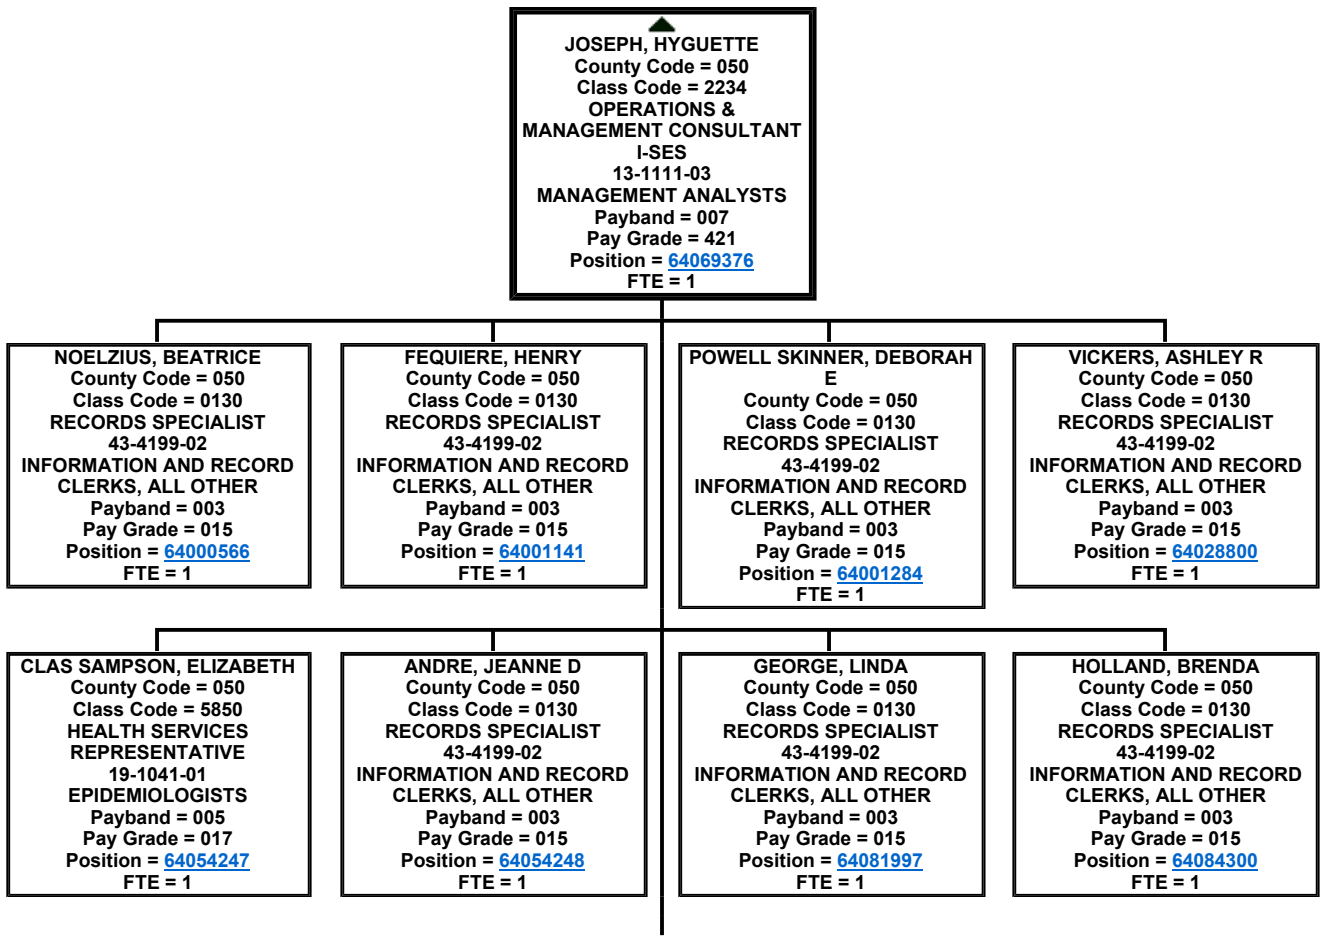 JOSEPH, HYGUETTE
County Code = 050
Class Code = 2234
OPERATIONS &
MANAGEMENT CONSULTANT
I-SES
13-1111-03
MANAGEMENT ANALYSTS
Payband = 007
Pay Grade = 421
Position = 64069376
FTE = 1
NOELZIUS, BEATRICE
County Code = 050
Class Code = 0130
RECORDS SPECIALIST
43-4199-02
INFORMATION AND RECORD
CLERKS, ALL OTHER
Payband = 003
Pay Grade = 015
Position = 64000566
FTE = 1
FEQUIERE, HENRY
County Code = 050
Class Code = 0130
RECORDS SPECIALIST
43-4199-02
INFORMATION AND RECORD
CLERKS, ALL OTHER
Payband = 003
Pay Grade = 015
Position = 64001141
FTE = 1
POWELL SKINNER, DEBORAH
E
County Code = 050
Class Code = 0130
RECORDS SPECIALIST
43-4199-02
INFORMATION AND RECORD
CLERKS, ALL OTHER
Payband = 003
Pay Grade = 015
Position = 64001284
FTE = 1
VICKERS, ASHLEY R
County Code = 050
Class Code = 0130
RECORDS SPECIALIST
43-4199-02
INFORMATION AND RECORD
CLERKS, ALL OTHER
Payband = 003
Pay Grade = 015
Position = 64028800
FTE = 1
CLAS SAMPSON, ELIZABETH
County Code = 050
Class Code = 5850
HEALTH SERVICES
REPRESENTATIVE
19-1041-01
EPIDEMIOLOGISTS
Payband = 005
Pay Grade = 017
Position = 64054247
FTE = 1
ANDRE, JEANNE D
County Code = 050
Class Code = 0130
RECORDS SPECIALIST
43-4199-02
INFORMATION AND RECORD
CLERKS, ALL OTHER
Payband = 003
Pay Grade = 015
Position = 64054248
FTE = 1
GEORGE, LINDA
County Code = 050
Class Code = 0130
RECORDS SPECIALIST
43-4199-02
INFORMATION AND RECORD
CLERKS, ALL OTHER
Payband = 003
Pay Grade = 015
Position = 64081997
FTE = 1
HOLLAND, BRENDA
County Code = 050
Class Code = 0130
RECORDS SPECIALIST
43-4199-02
INFORMATION AND RECORD
CLERKS, ALL OTHER
Payband = 003
Pay Grade = 015
Position = 64084300
FTE = 1